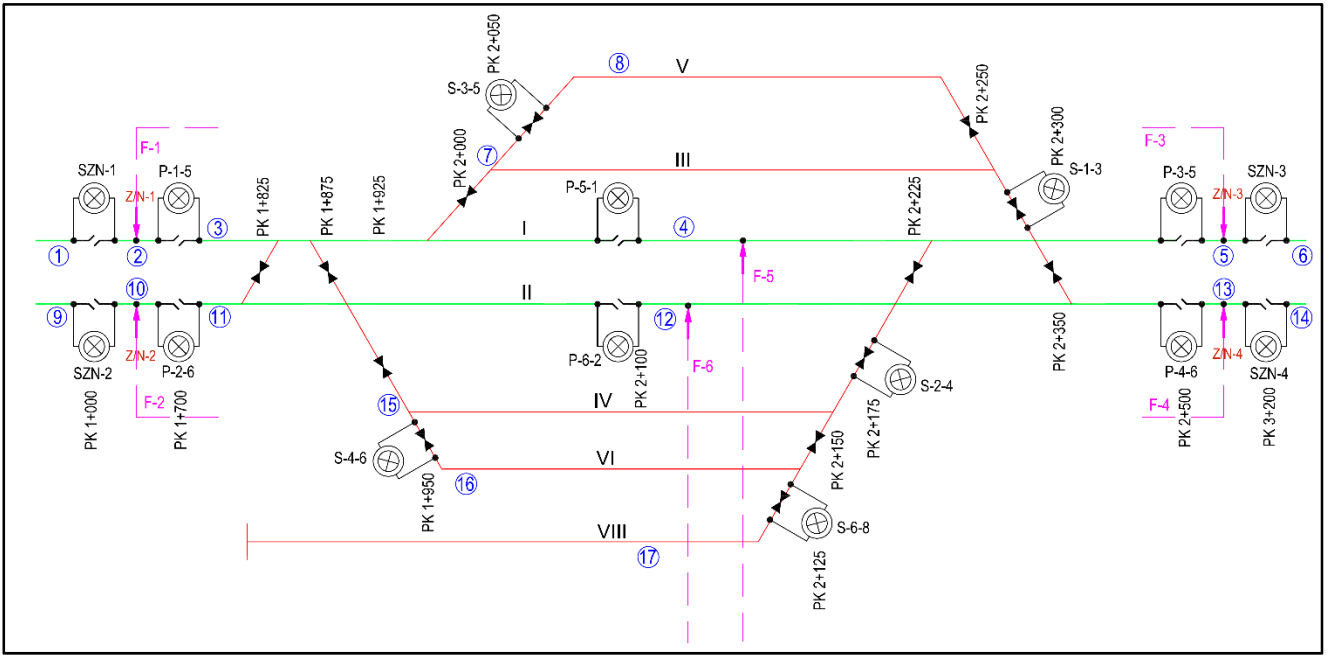 PK 2+050
8
V
S-3-5
PK 2+250
F-1
F-3
PK 2+300
PK 2+000
7
III
S-1-3
SZN-1
P-1-5
P-5-1
P-3-5
SZN-3
Z/N-1
Z/N-3
PK 1+825
PK 1+875
PK 1+925
PK 2+225
3
I
4
1
2
5
6
F-5
10
II
13
9
11
12
14
Z/N-2
Z/N-4
SZN-2
P-2-6
P-6-2
PK 2+350
P-4-6
SZN-4
F-6
S-2-4
F-2
F-4
PK 1+000
PK 1+700
PK 2+100
PK 2+175
PK 2+500
PK 3+200
15
IV
S-4-6
VI
PK 2+150
16
PK 1+950
S-6-8
VIII
17
PK 2+125